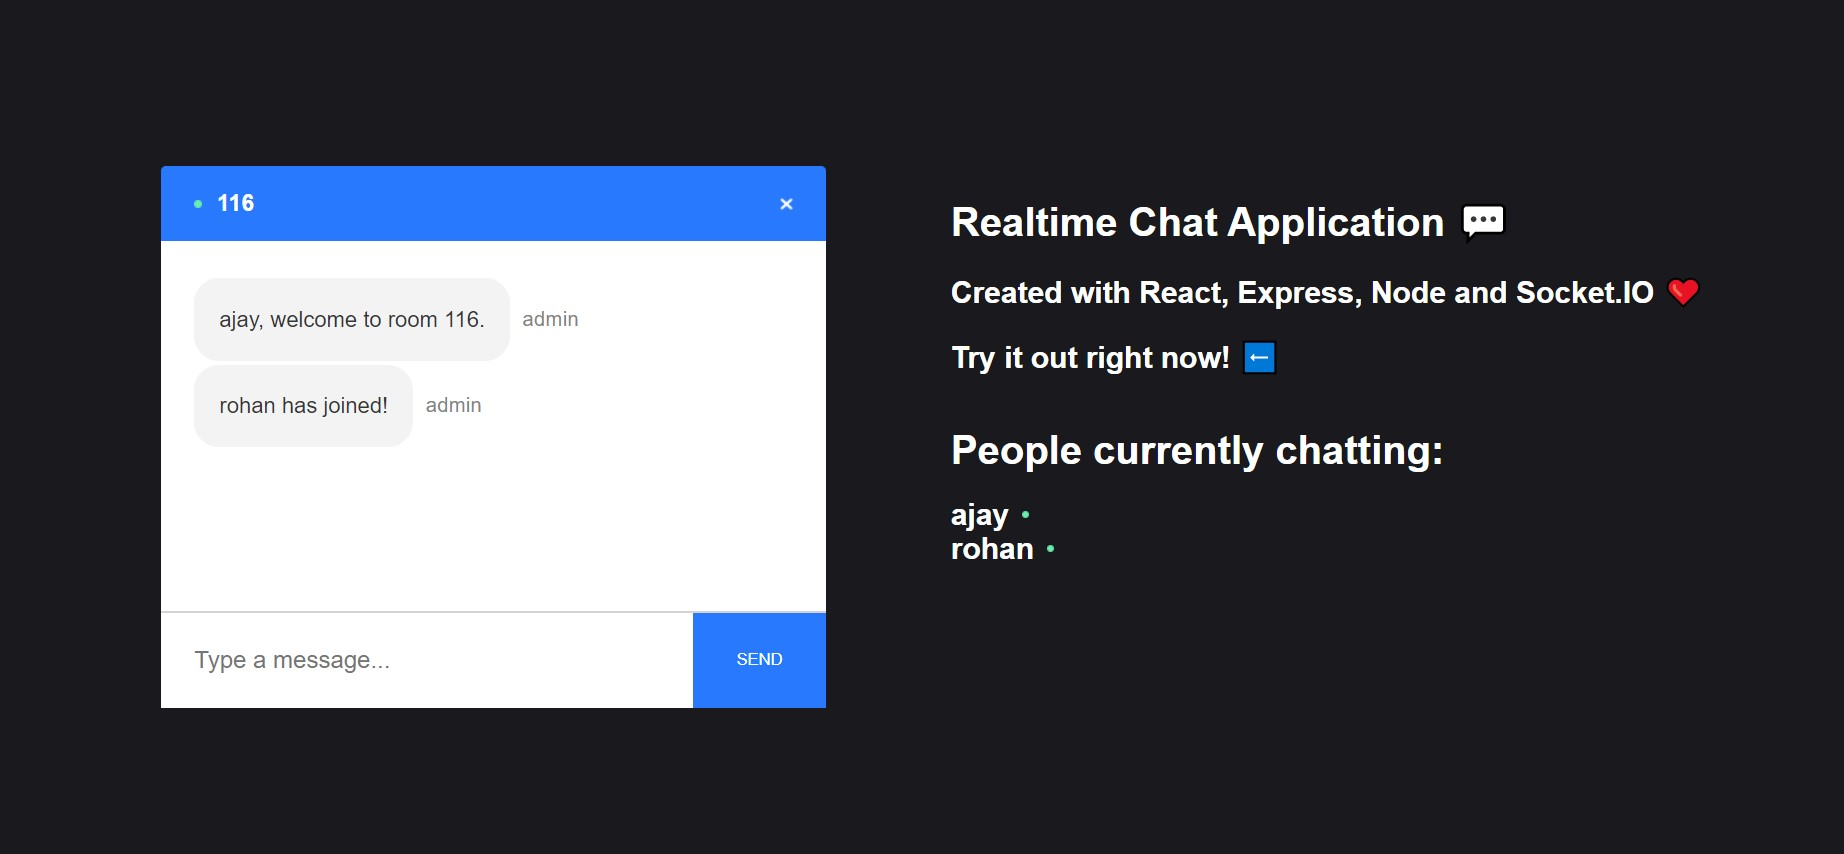 116
ajay, welcome to room 116. admin
rohan has joined! admin
Type a message...
SEND
Realtime Chat Application 💬
Created with React, Express, Node and Socket.IO ❤️
Try it out right now! ⬅️
People currently chatting:
ajay
rohan